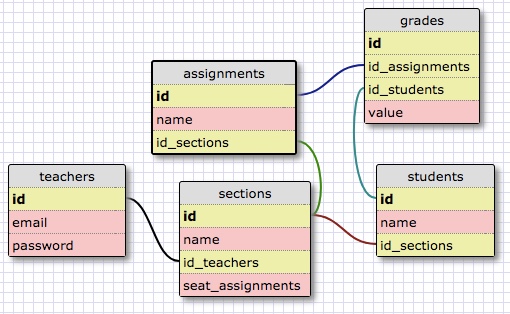 grades
id
id_assignments
id_students
value
assignments
id
name
id_sections
teachers
id
email
password
sections
id
name
id_teachers
seat_assignments
students
id
name
id_sections